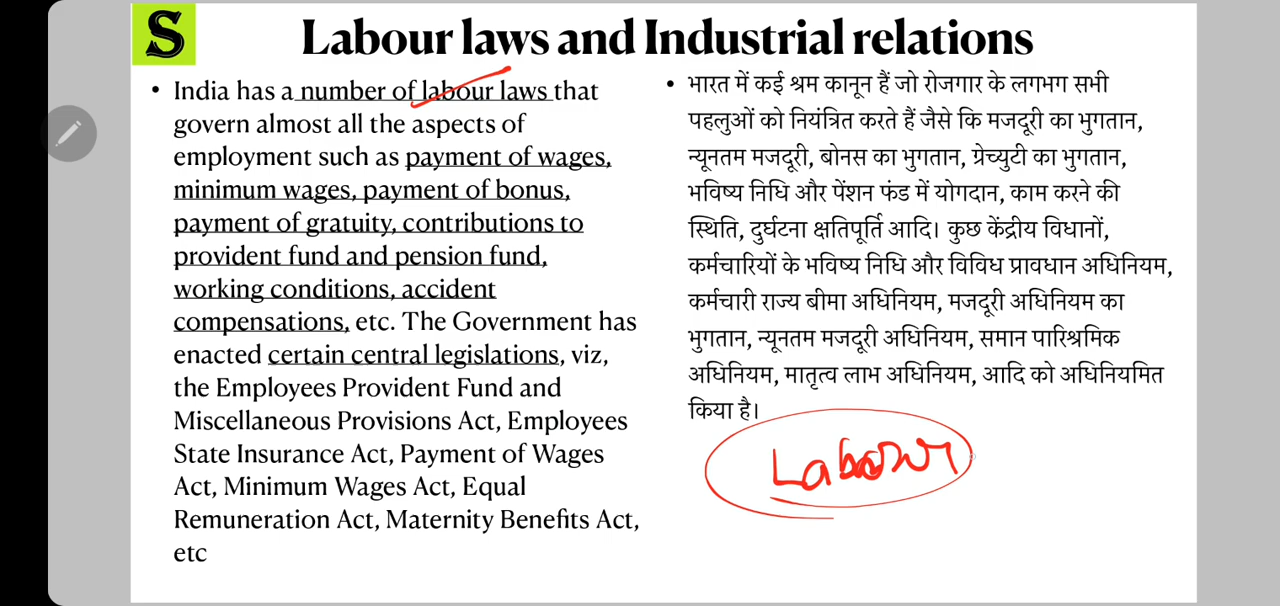 S
Labour laws and Industrial relations
• India has a number of labour laws that
govern almost all the aspects of
employment such as payment of wages,
minimum wages, payment of bonus,
payment of gratuity, contributions to
provident fund and pension fund,
working conditions, accident
compensations, etc. The Government has
enacted certain central legislations, viz,
the Employees Provident Fund and
Miscellaneous Provisions Act, Employees
State Insurance Act, Payment of Wages
Act, Minimum Wages Act, Equal
Remuneration Act, Maternity Benefits Act,
etc
• भारत में कई श्रम कानून हैं जो रोजगार के लगभग सभी
पहलुओं को नियंत्रित करते हैं जैसे कि मजदूरी का भुगतान,
न्यूनतम मजदूरी, बोनस का भुगतान, ग्रेच्युटी का भुगतान,
भविष्य निधि और पेंशन फंड में योगदान, काम करने की
स्थिति, दुर्घटना क्षतिपूर्ति आदि। कुछ केंद्रीय विधानों,
कर्मचारियों के भविष्य निधि और विविध प्रावधान अधिनियम,
कर्मचारी राज्य बीमा अधिनियम, मजदूरी अधिनियम का
भुगतान, न्यूनतम मजदूरी अधिनियम, समान पारिश्रमिक
अधिनियम, मातृत्व लाभ अधिनियम, आदि को अधिनियमित
किया है।
Labour